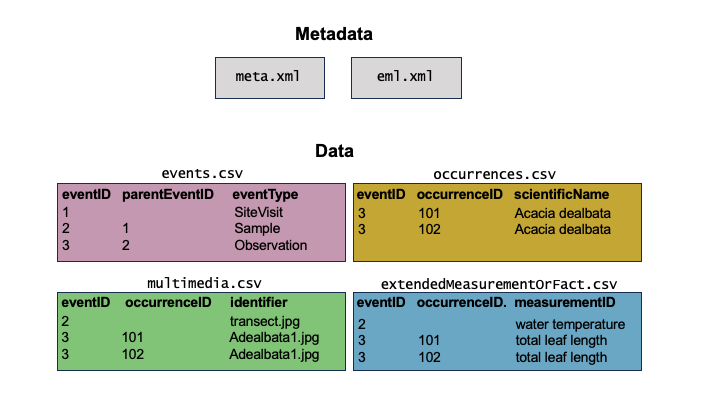 Metadata
meta.xml eml.xml
Data
events.csv occurrences.csv
eventID parentEventID eventType eventID occurrenceID scientificName
1 SiteVisit 3 101 Acacia dealbata
2 1 Sample 3 102 Acacia dealbata
3 2 Observation
multimedia.csv extendedMeasurementOrFact.csv
eventID occurrenceID identifier eventID occurrenceID. measurementID
2 transect.jpg 2 water temperature
3 101 Adealbata1.jpg 3 101 total leaf length
3 102 Adealbata1.jpg 3 102 total leaf length